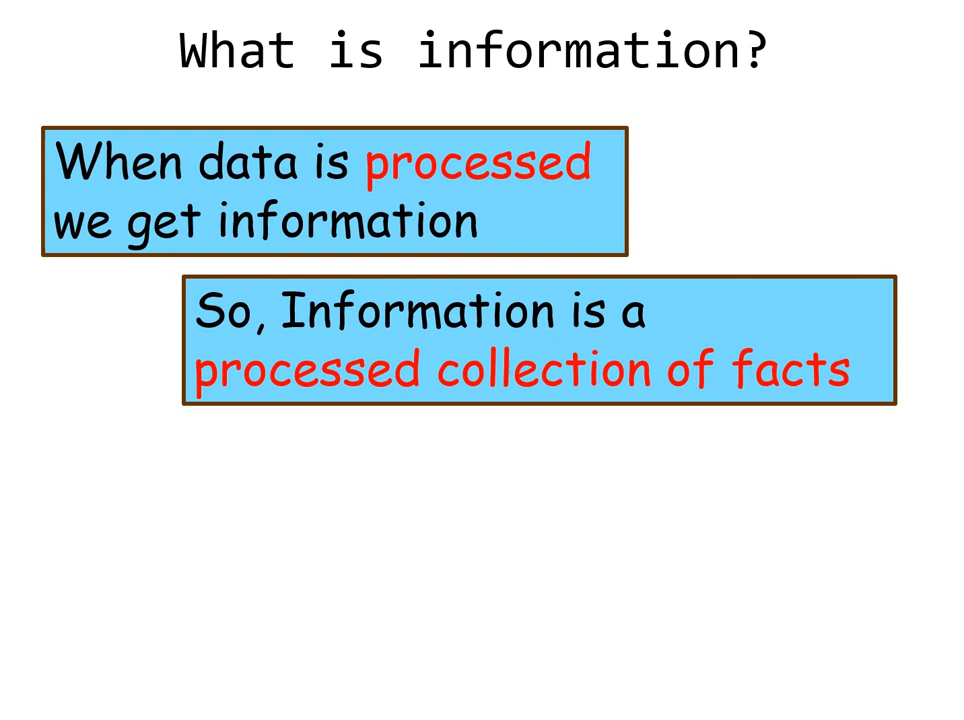 What is information?
When data is processed
we get information
So, Information is a
processed collection of facts